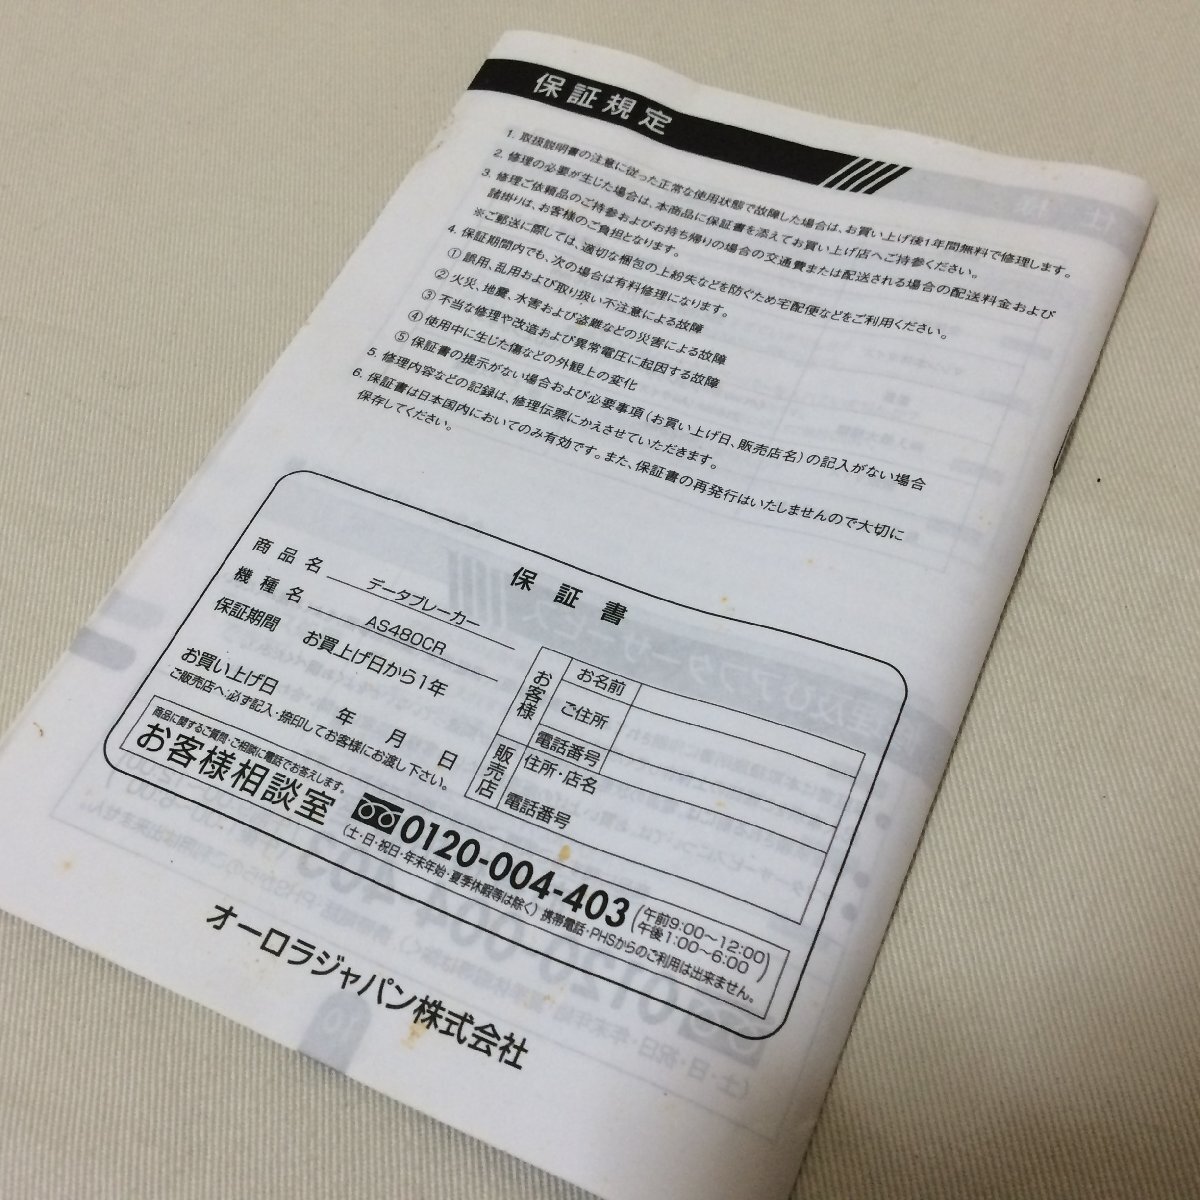 保証規定
1. 取扱説明書の注意に従った正常な使用状態で故障した場合は、お買い上げ後1年間無料で修理します。
2. 修理の必要が生じた場合は、本商品に保証書を添えてお買い上げ店へご持参ください。
3. 修理ご依頼品のご持参およびお持ち帰りの場合の交通費または配送される場合の配送料金および
諸掛りは、お客様のご負担となります。
※ご郵送に際しては、適切な梱包の上紛失などを防ぐため宅配便などをご利用ください。
4. 保証期間内でも、次の場合は有料修理になります。
① 誤用、乱用および取り扱い不注意による故障
② 火災、地震、水害および盗難などの災害による故障
③ 不当な修理や改造および異常電圧に起因する故障
④ 使用中に生じた傷などの外観上の変化
⑤ 保証書の提示がない場合および必要事項(お買い上げ日、販売店名)の記入がない場合
5. 修理内容などの記録は、修理伝票にかえさせていただきます。
6. 保証書は日本国内においてのみ有効です。また、保証書の再発行はいたしませんので大切に
保存してください。
保証書
商品名 データブレーカー
機種名 AS480CR
保証期間 お買上げ日から1年
お買い上げ日 年 月 日
ご販売店へ:必ず記入・捺印してお客様にお渡し下さい。
お客様
お名前
ご住所
電話番号
販売店
住所・店名
電話番号
商品に関するご質問・ご相談に電話でお答えします。
お客様相談室 0120-004-403 (午前9:00〜12:00 午後1:00〜6:00)
(土・日・祝日・年末年始・夏季休暇等は除く) 携帯電話・PHSからのご利用は出来ません。
オーロラジャパン株式会社